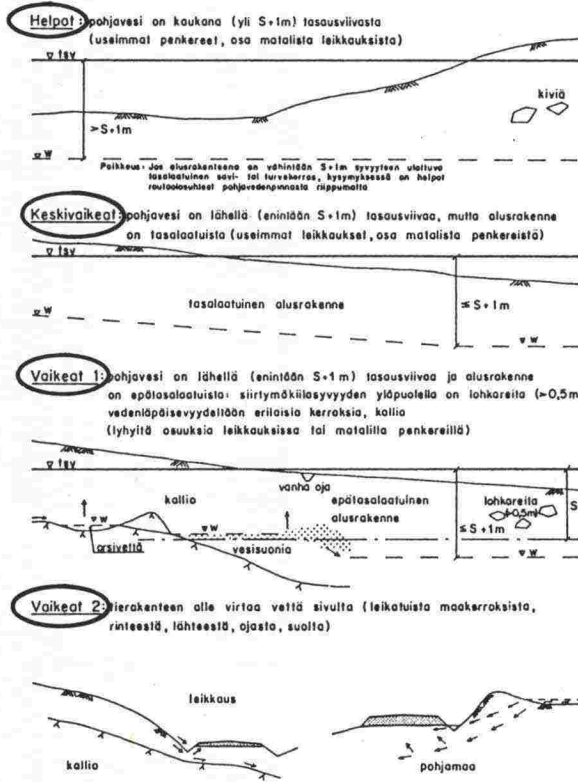 Helpot: pohjavesi on kaukana (yli S+1m) tasausviivasta
(useimmat penkereet, osa matalista leikkauksista)
tsv
kiviä
>S+1m
w
Poikkeus: Jos alusrakenteena on vähintään S+1m syvyyteen ulottuva
tasalaatuinen savi- tai turvekerros, kysymyksessä on helpot
routaolosuhteet pohjavedenpinnasta riippumatta
Keskivaikeat: pohjavesi on lähellä (enintään S+1m) tasausviivaa, mutta alusrakenne
on tasalaatuista (useimmat leikkaukset, osa matalista penkereistä)
tsv
tasalaatuinen alusrakenne
≤ S+1m
w
w
Vaikeat 1: pohjavesi on lähellä (enintään S+1m) tasausviivaa ja alusrakenne
on epätasalaatuista: siirtymäkiilasyvyyden yläpuolella on lohkareita (>0,5m)
vedenläpäisevyydeltään erilaisia kerroksia, kallio
(lyhyitä osuuksia leikkauksissa tai matalilla penkereillä)
tsv
vanha oja
kallio
epätasalaatuinen
alusrakenne
lohkareita
(>0,5m)
S
≤ S+1m
w
w
orsivettä
vesisuonia
w
Vaikeat 2: tierakenteen alle virtaa vettä sivulta (leikatuista maakerroksista,
rinteestä, lähteestä, ojasta, suolta)
leikkaus
kallio
pohjamaa